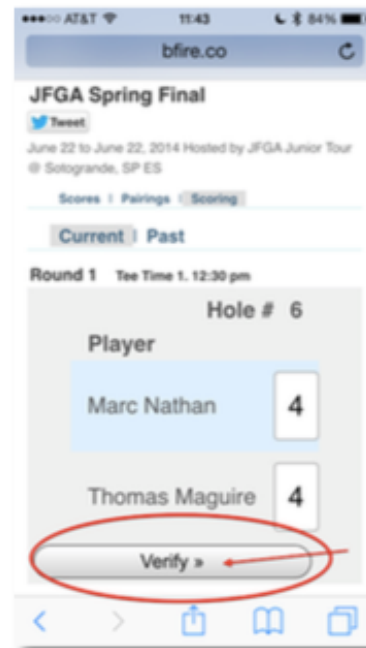 ●●●○○ AT&T 11:43 84%
bfire.co
JFGA Spring Final
Tweet
June 22 to June 22, 2014 Hosted by JFGA Junior Tour
@ Sotogrande, SP ES
Scores | Pairings | Scoring
Current | Past
Round 1 Tee Time 1. 12:30 pm
Hole # 6
Player
Marc Nathan 4
Thomas Maguire 4
Verify »